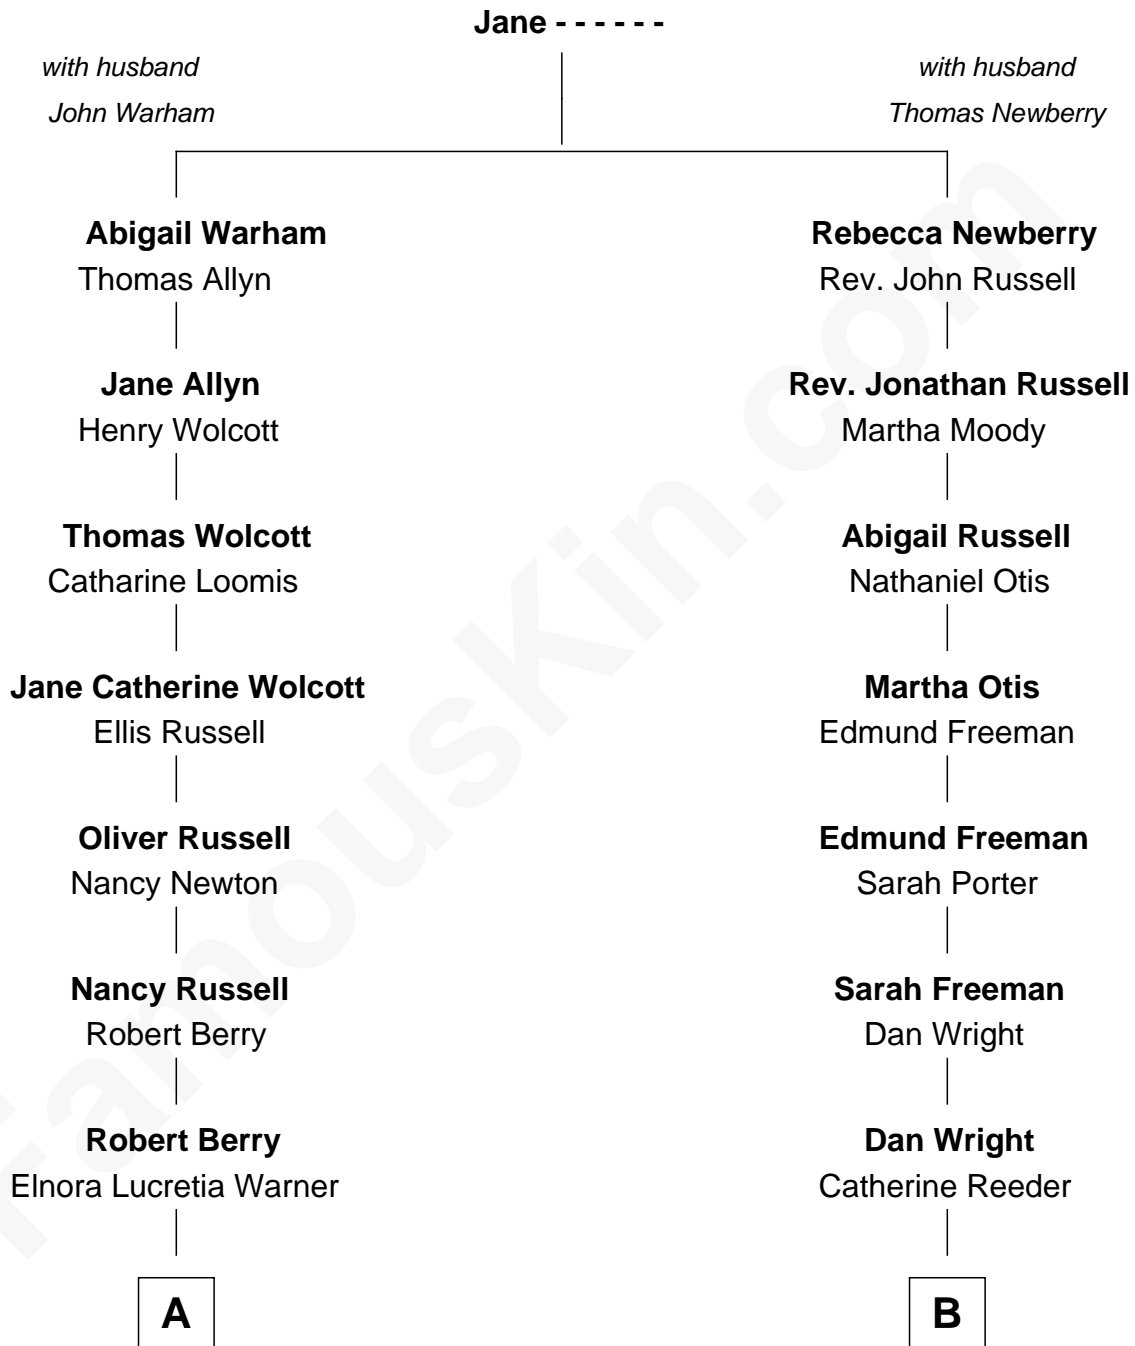 Jane - - - - - -
with husband
John Warham
with husband
Thomas Newberry
Abigail Warham
Thomas Allyn
Rebecca Newberry
Rev. John Russell
Jane Allyn
Henry Wolcott
Rev. Jonathan Russell
Martha Moody
Thomas Wolcott
Catharine Loomis
Abigail Russell
Nathaniel Otis
Jane Catherine Wolcott
Ellis Russell
Martha Otis
Edmund Freeman
Oliver Russell
Nancy Newton
Edmund Freeman
Sarah Porter
Nancy Russell
Robert Berry
Sarah Freeman
Dan Wright
Robert Berry
Elnora Lucretia Warner
Dan Wright
Catherine Reeder
A
B
FamousKin.com